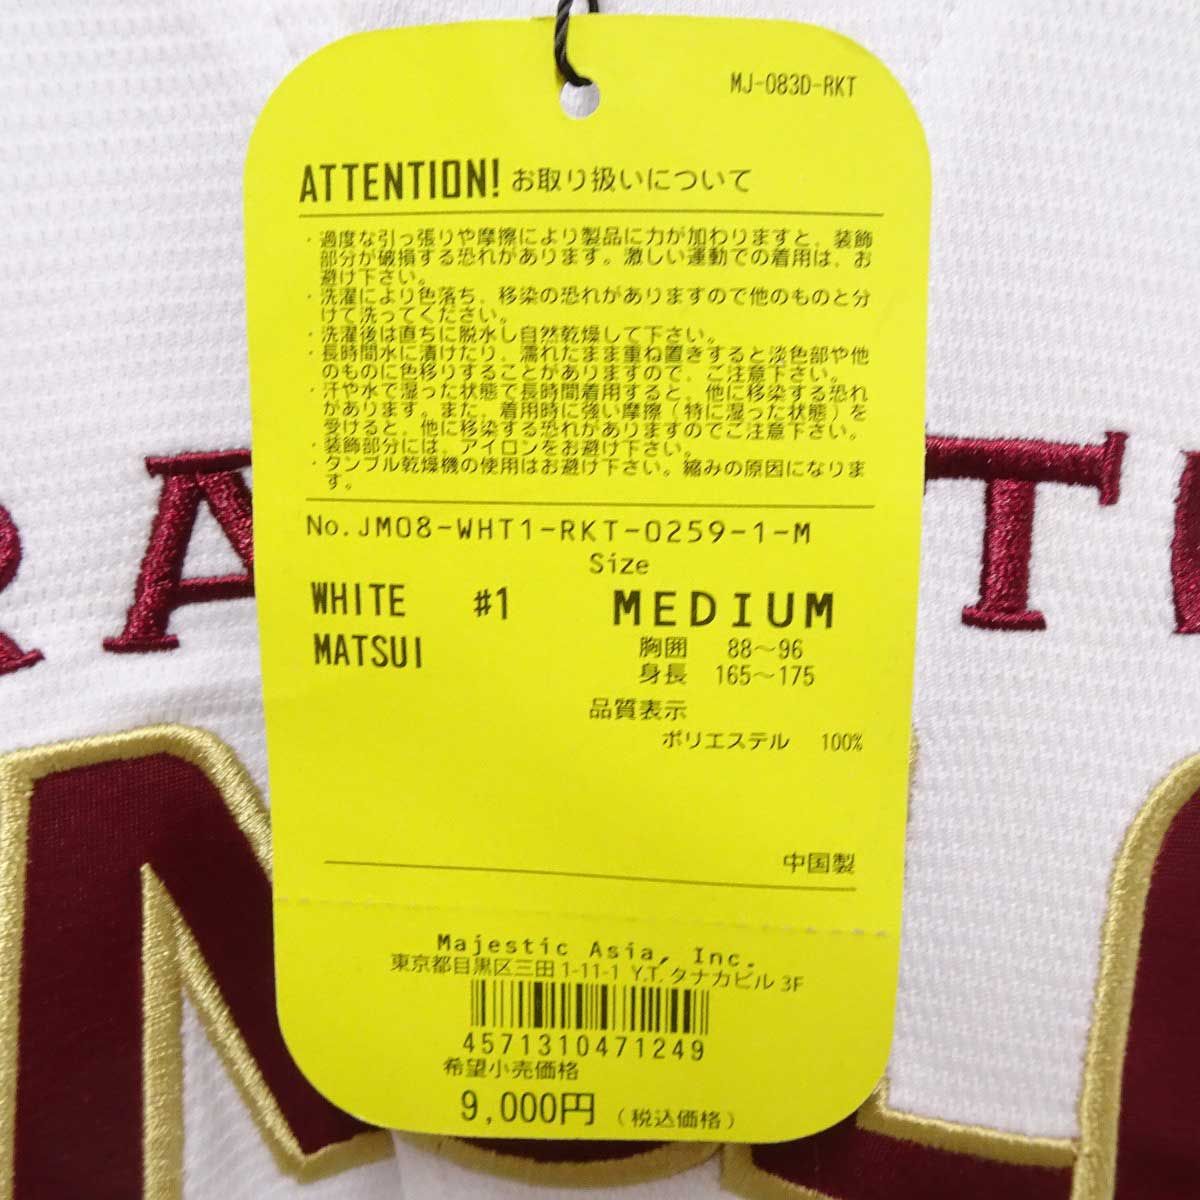 MJ-083D-RKT
ATTENTION! お取り扱いについて
・過度な引っ張りや摩擦により製品に力が加わりますと、装飾
部分が破損する恐れがあります。激しい運動での着用は、お
避け下さい。
・洗濯により色落ち、移染の恐れがありますので他のものと分
けて洗ってください。
・洗濯後は直ちに脱水し自然乾燥して下さい。
・長時間水に漬けたり、濡れたまま重ね置きすると淡色部や他
のものに色移りすることがありますので、ご注意下さい。
・汗や水で湿った状態で長時間着用すると、他に移染する恐れ
があります。また、着用時に強い摩擦(特に湿った状態)を
受けると、他に移染する恐れがありますのでご注意下さい。
・装飾部分には、アイロンをお避け下さい。
・タンブル乾燥機の使用はお避け下さい。縮みの原因になりま
す。
No.JM08-WHT1-RKT-0259-1-M
Size
WHITE #1 MEDIUM
MATSUI 胸囲 88～96
身長 165～175
品質表示
ポリエステル 100%
中国製
Majestic Asia, Inc.
東京都目黒区三田1-11-1 Y.T.タナカビル 3F
4571310471249
希望小売価格
9,000円 (税込価格)